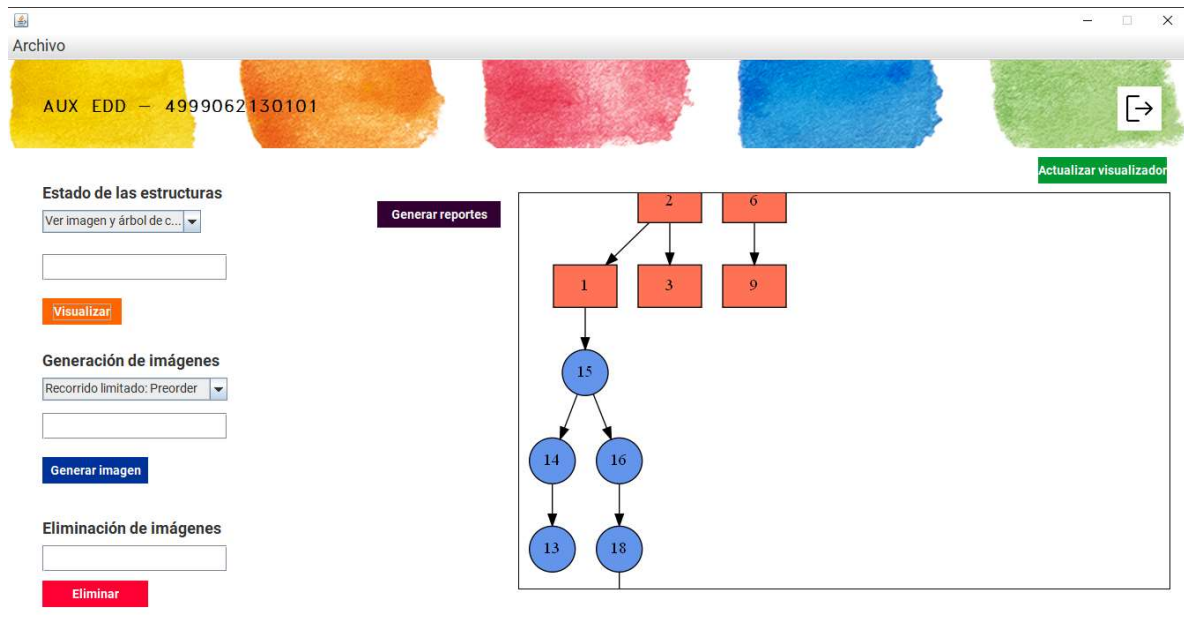 Archivo
AUX EDD – 4999062130101
Actualizar visualizador
Estado de las estructuras
Ver imagen y árbol de c...
Generar reportes
Visualizar
Generación de imágenes
Recorrido limitado: Preorder
Generar imagen
Eliminación de imágenes
Eliminar
2 6
1 3 9
15
14 16
13 18